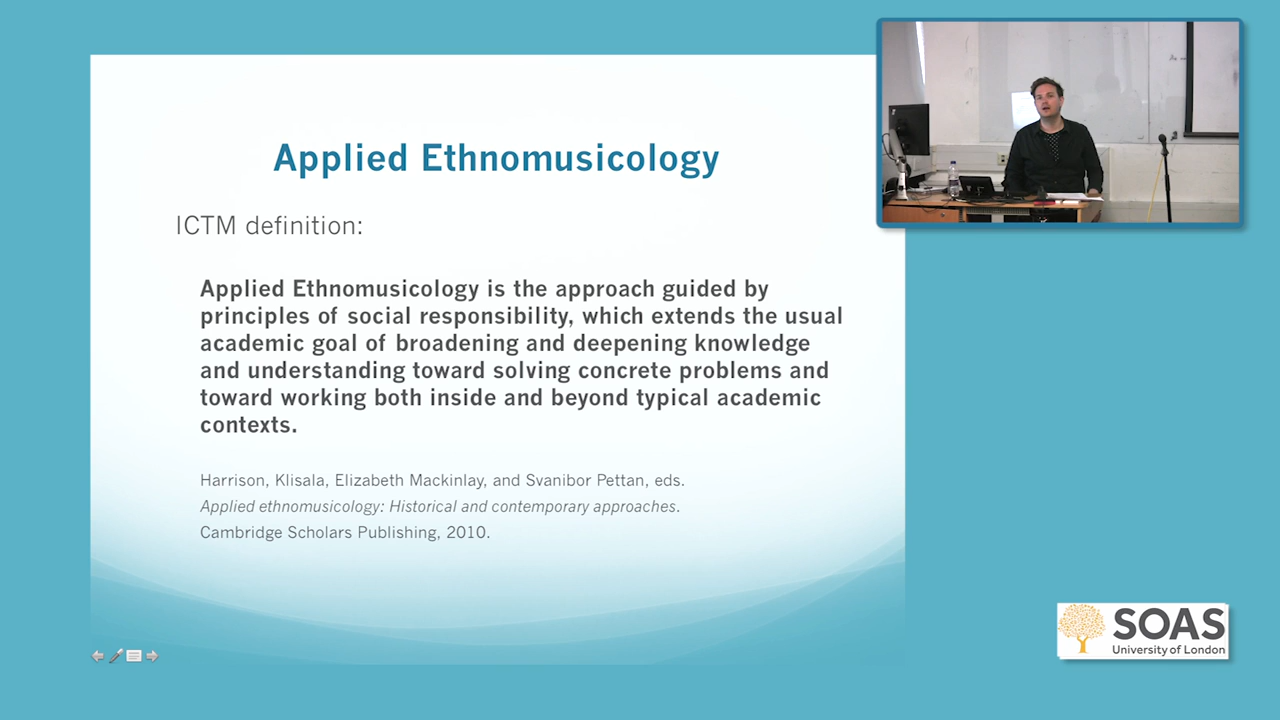 Applied Ethnomusicology
ICTM definition:
Applied Ethnomusicology is the approach guided by
principles of social responsibility, which extends the usual
academic goal of broadening and deepening knowledge
and understanding toward solving concrete problems and
toward working both inside and beyond typical academic
contexts.
Harrison, Klisala, Elizabeth Mackinlay, and Svanibor Pettan, eds.
Applied ethnomusicology: Historical and contemporary approaches.
Cambridge Scholars Publishing, 2010.
SOAS
University of London